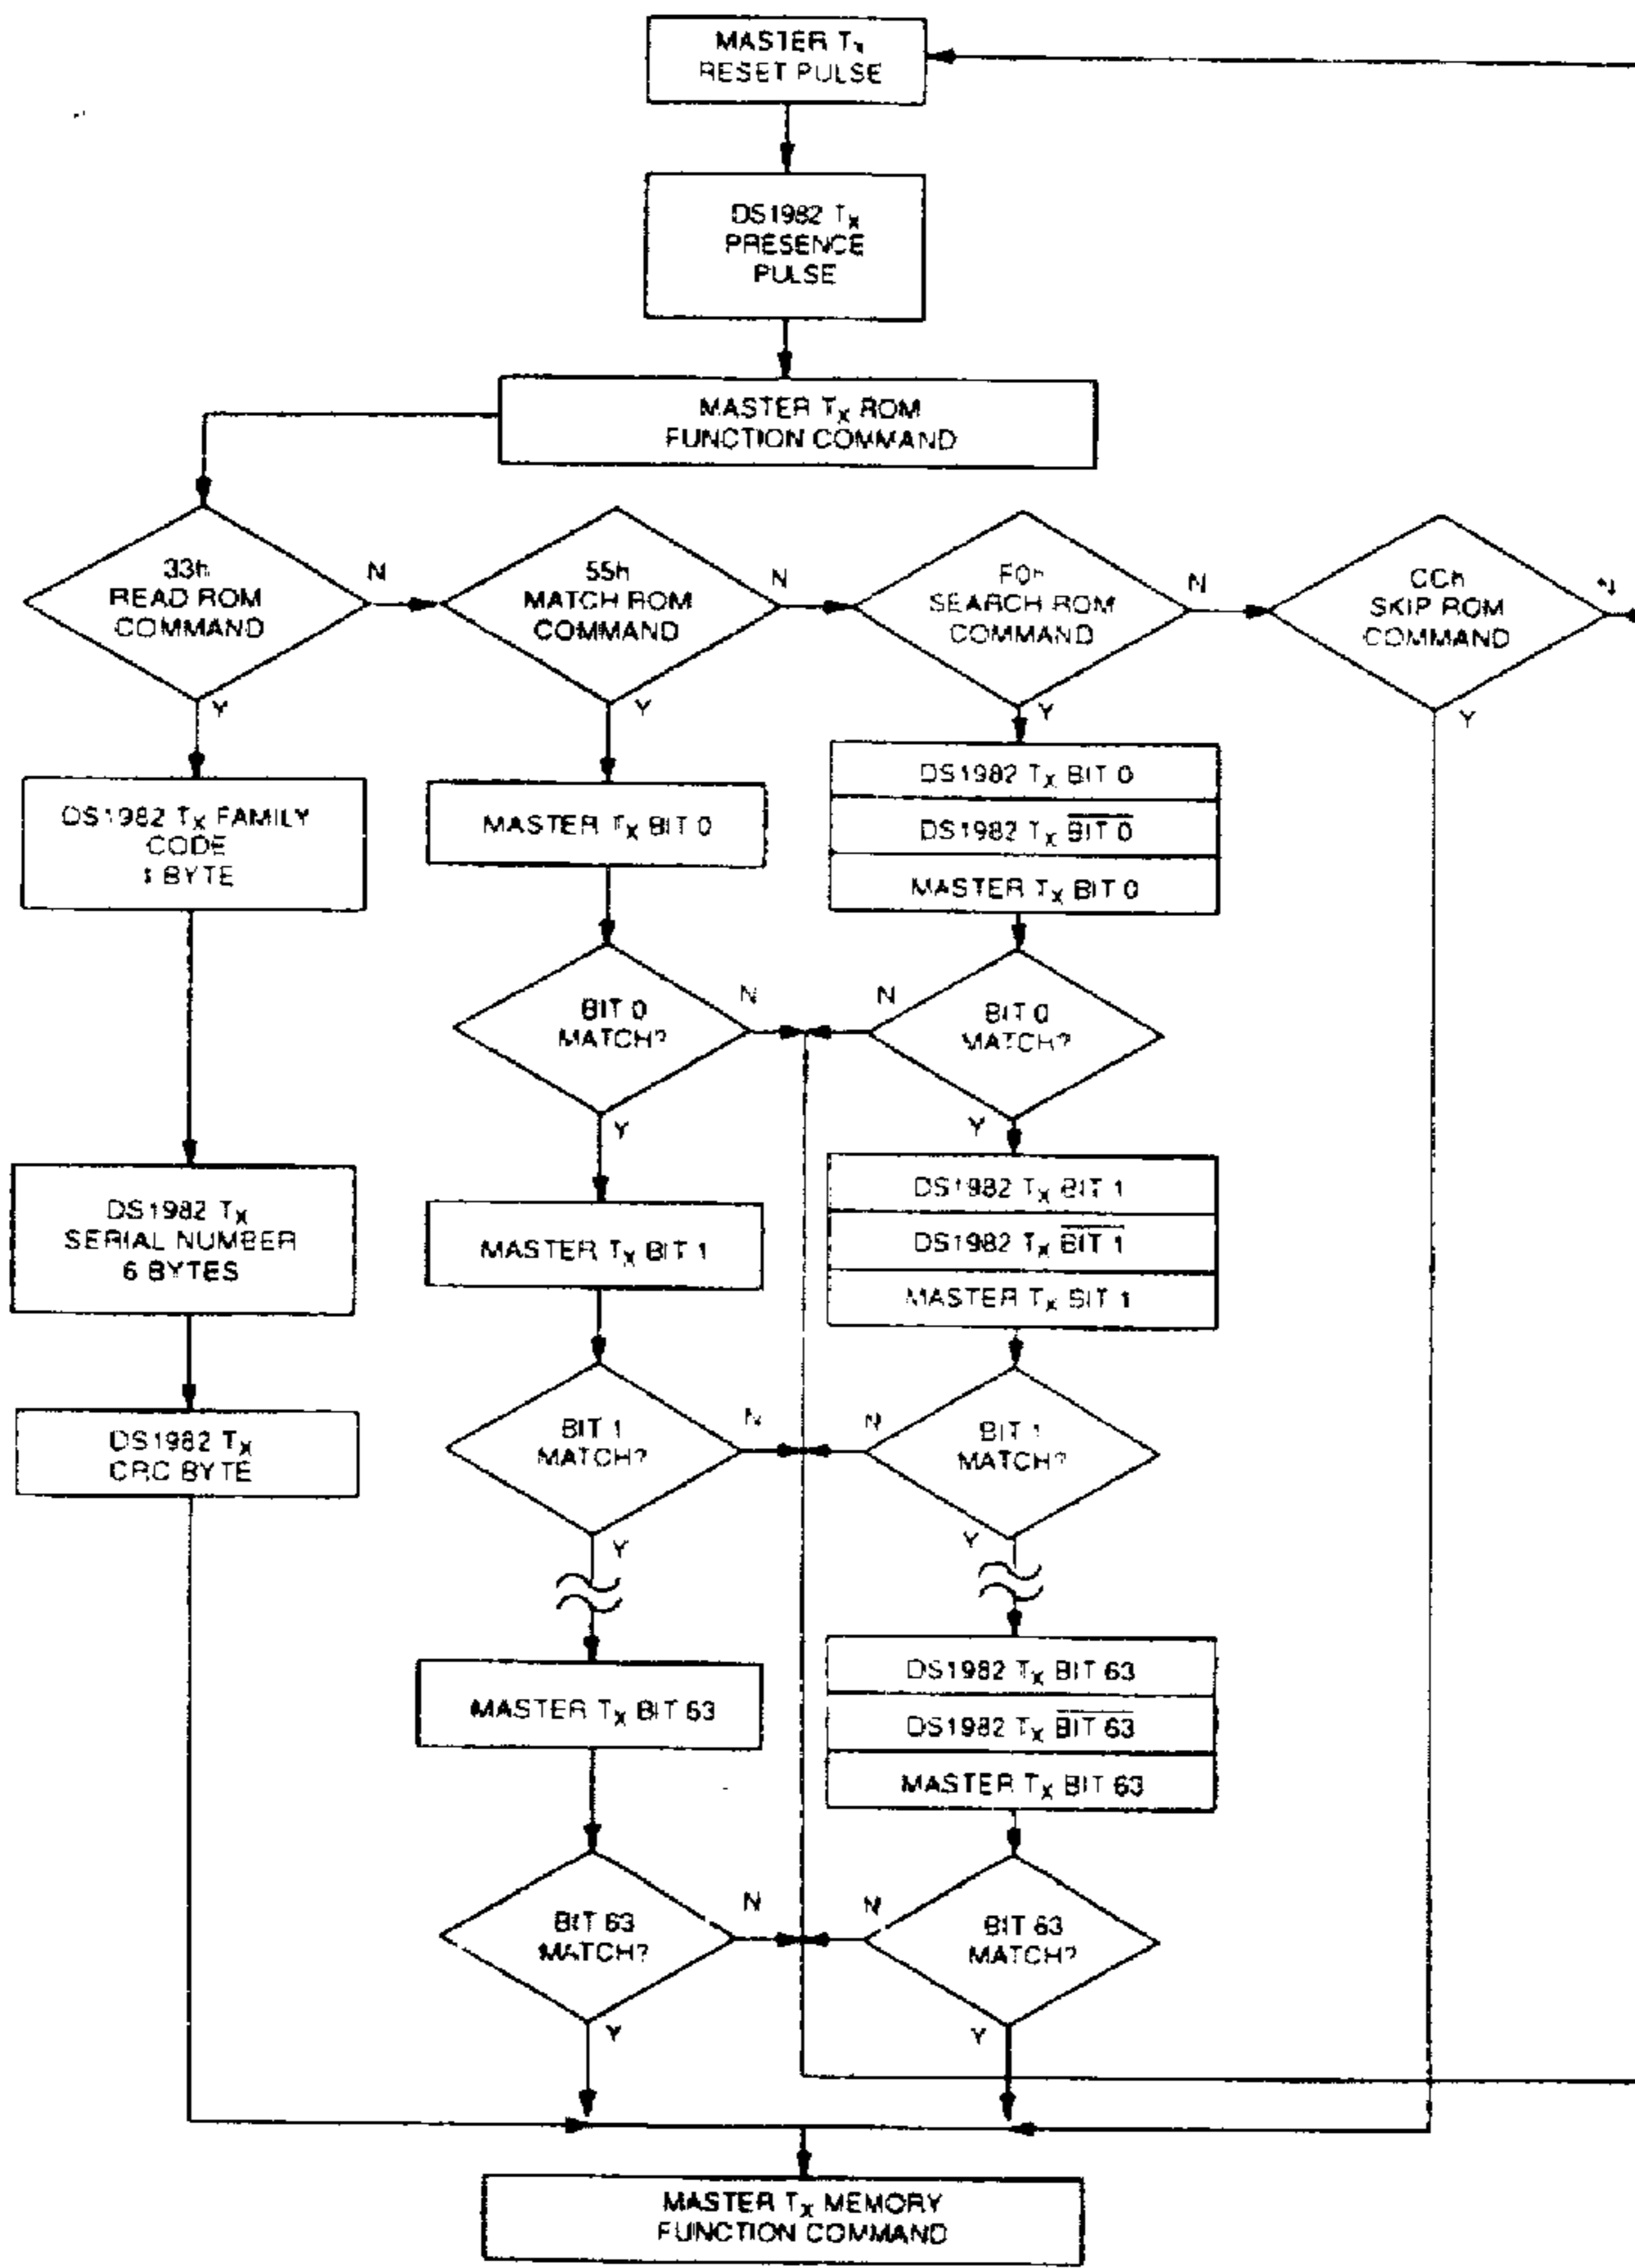 MASTER Tx
RESET PULSE
DS1982 Tx
PRESENCE
PULSE
MASTER Tx ROM
FUNCTION COMMAND
33h
READ ROM
COMMAND
N
Y
55h
MATCH ROM
COMMAND
N
Y
F0h
SEARCH ROM
COMMAND
N
Y
CCh
SKIP ROM
COMMAND
N
Y
DS1982 Tx FAMILY
CODE
1 BYTE
DS1982 Tx
SERIAL NUMBER
6 BYTES
DS1982 Tx
CRC BYTE
MASTER Tx BIT 0
BIT 0
MATCH?
N
Y
MASTER Tx BIT 1
BIT 1
MATCH?
N
Y
MASTER Tx BIT 63
BIT 63
MATCH?
N
Y
DS1982 Tx BIT 0
DS1982 Tx B̅I̅T̅ ̅0̅
MASTER Tx BIT 0
BIT 0
MATCH?
N
Y
DS1982 Tx BIT 1
DS1982 Tx B̅I̅T̅ ̅1̅
MASTER Tx BIT 1
BIT 1
MATCH?
N
Y
DS1982 Tx BIT 63
DS1982 Tx B̅I̅T̅ ̅6̅3̅
MASTER Tx BIT 63
BIT 63
MATCH?
N
Y
MASTER Tx MEMORY
FUNCTION COMMAND